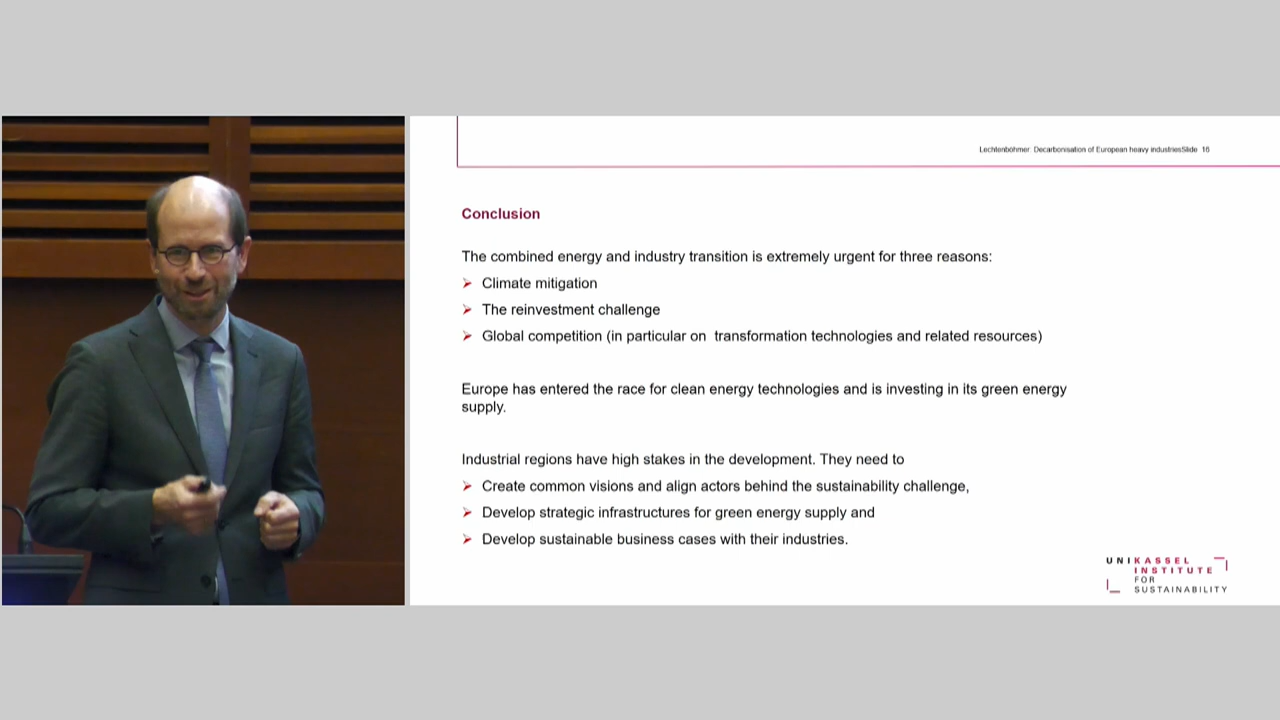 Lechtenböhmer: Decarbonisation of European heavy industriesSlide 16
Conclusion
The combined energy and industry transition is extremely urgent for three reasons:
Climate mitigation
The reinvestment challenge
Global competition (in particular on transformation technologies and related resources)
Europe has entered the race for clean energy technologies and is investing in its green energy
supply.
Industrial regions have high stakes in the development. They need to
Create common visions and align actors behind the sustainability challenge,
Develop strategic infrastructures for green energy supply and
Develop sustainable business cases with their industries.
UNIKASSEL
INSTITUTE
FOR
SUSTAINABILITY